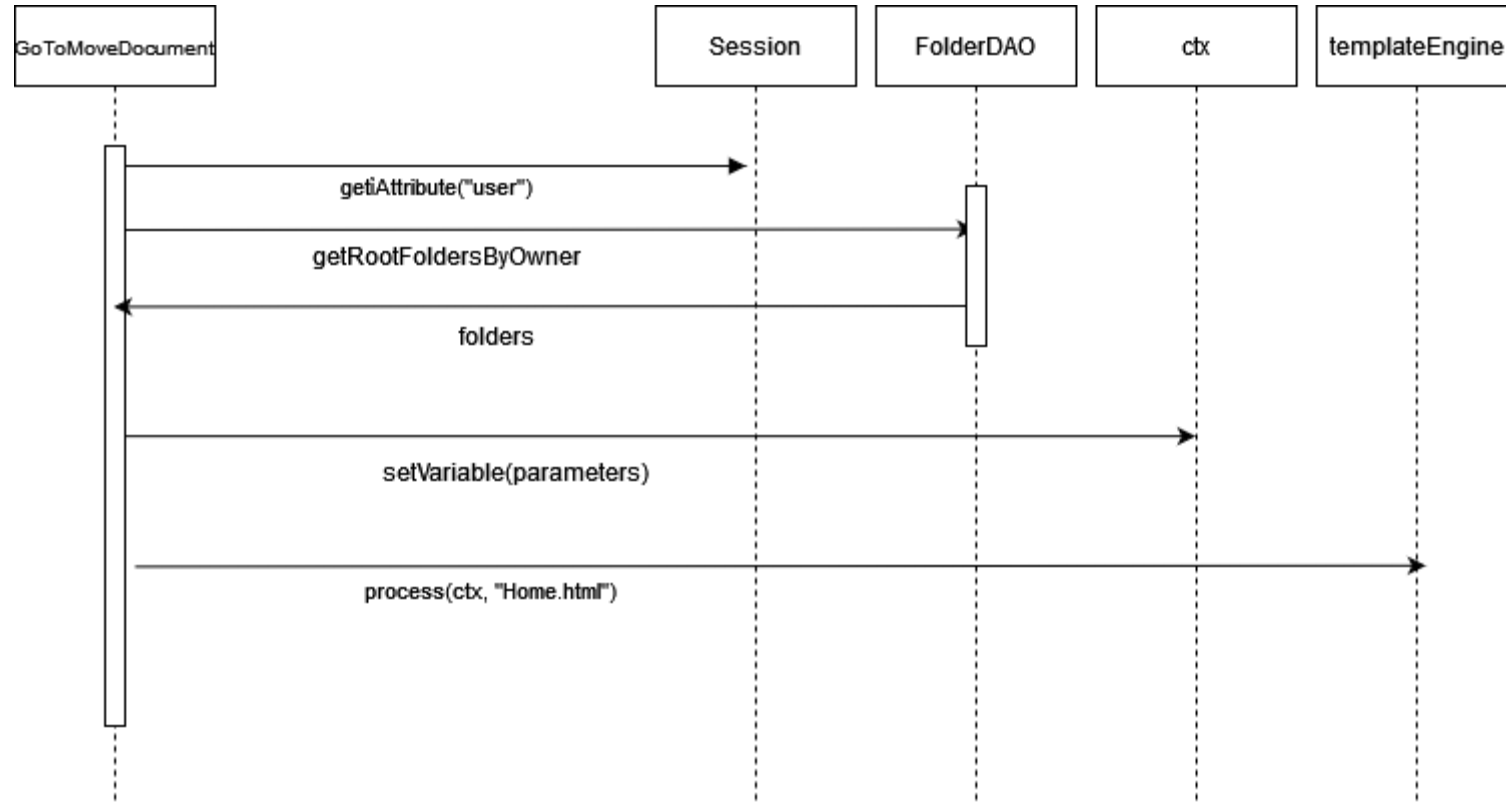 GoToMoveDocument
Session
FolderDAO
ctx
templateEngine
getiAttribute("user")
getRootFoldersByOwner
folders
setVariable(parameters)
process(ctx, "Home.html")